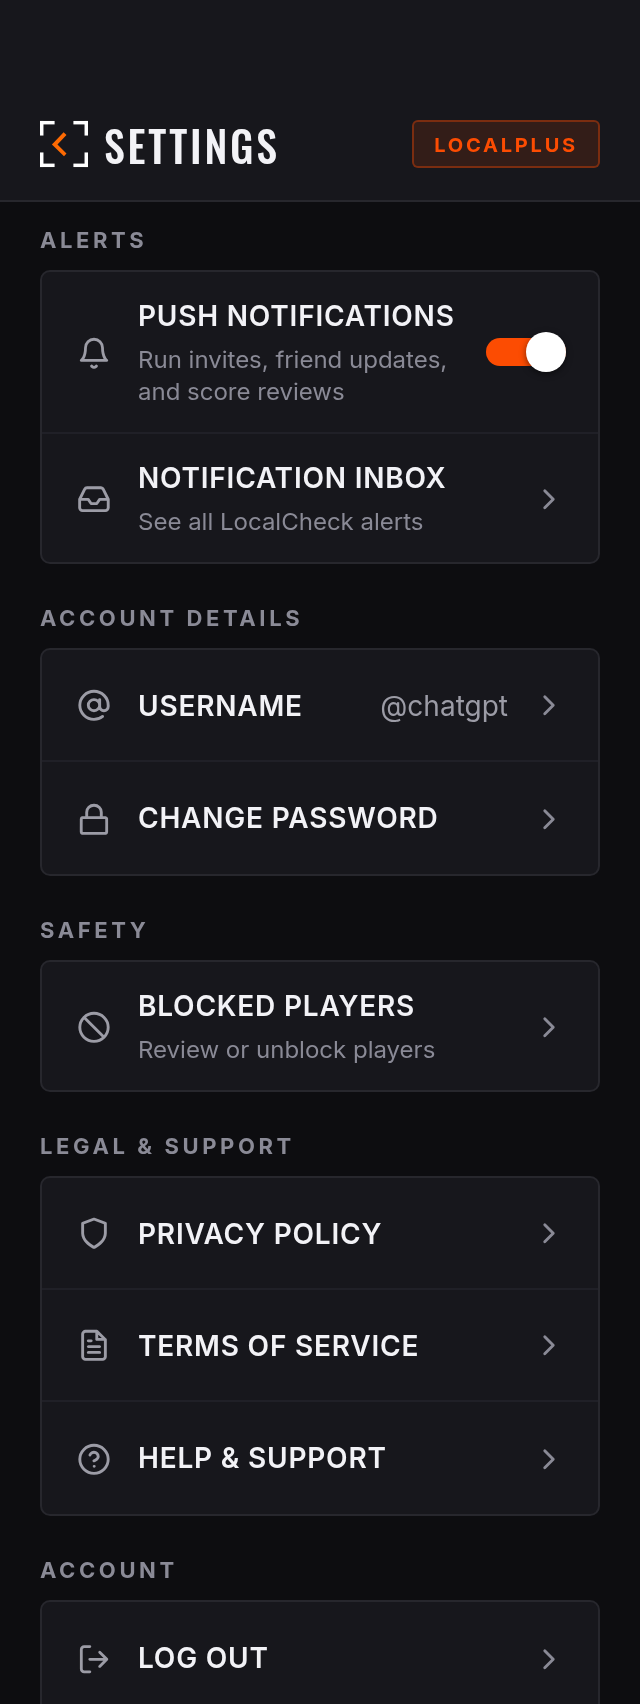 SETTINGS
LOCALPLUS
ALERTS
PUSH NOTIFICATIONS
Run invites, friend updates,
and score reviews
NOTIFICATION INBOX
See all LocalCheck alerts
ACCOUNT DETAILS
USERNAME @chatgpt
CHANGE PASSWORD
SAFETY
BLOCKED PLAYERS
Review or unblock players
LEGAL & SUPPORT
PRIVACY POLICY
TERMS OF SERVICE
HELP & SUPPORT
ACCOUNT
LOG OUT